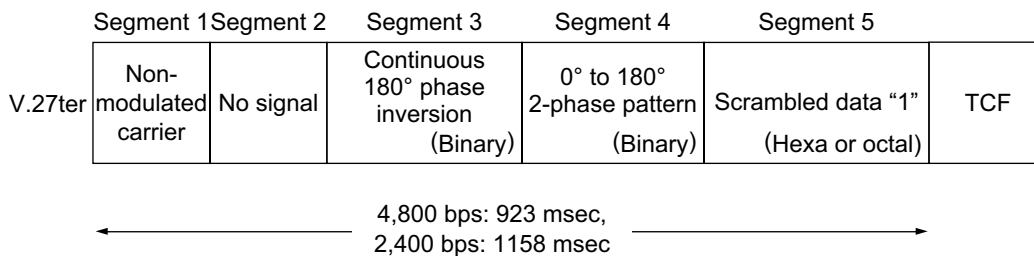 Segment 1 Segment 2 Segment 3 Segment 4 Segment 5
V.27ter
Non-
modulated
carrier
No signal
Continuous
180° phase
inversion
(Binary)
0° to 180°
2-phase pattern
(Binary)
Scrambled data “1”
(Hexa or octal)
TCF
4,800 bps: 923 msec,
2,400 bps: 1158 msec